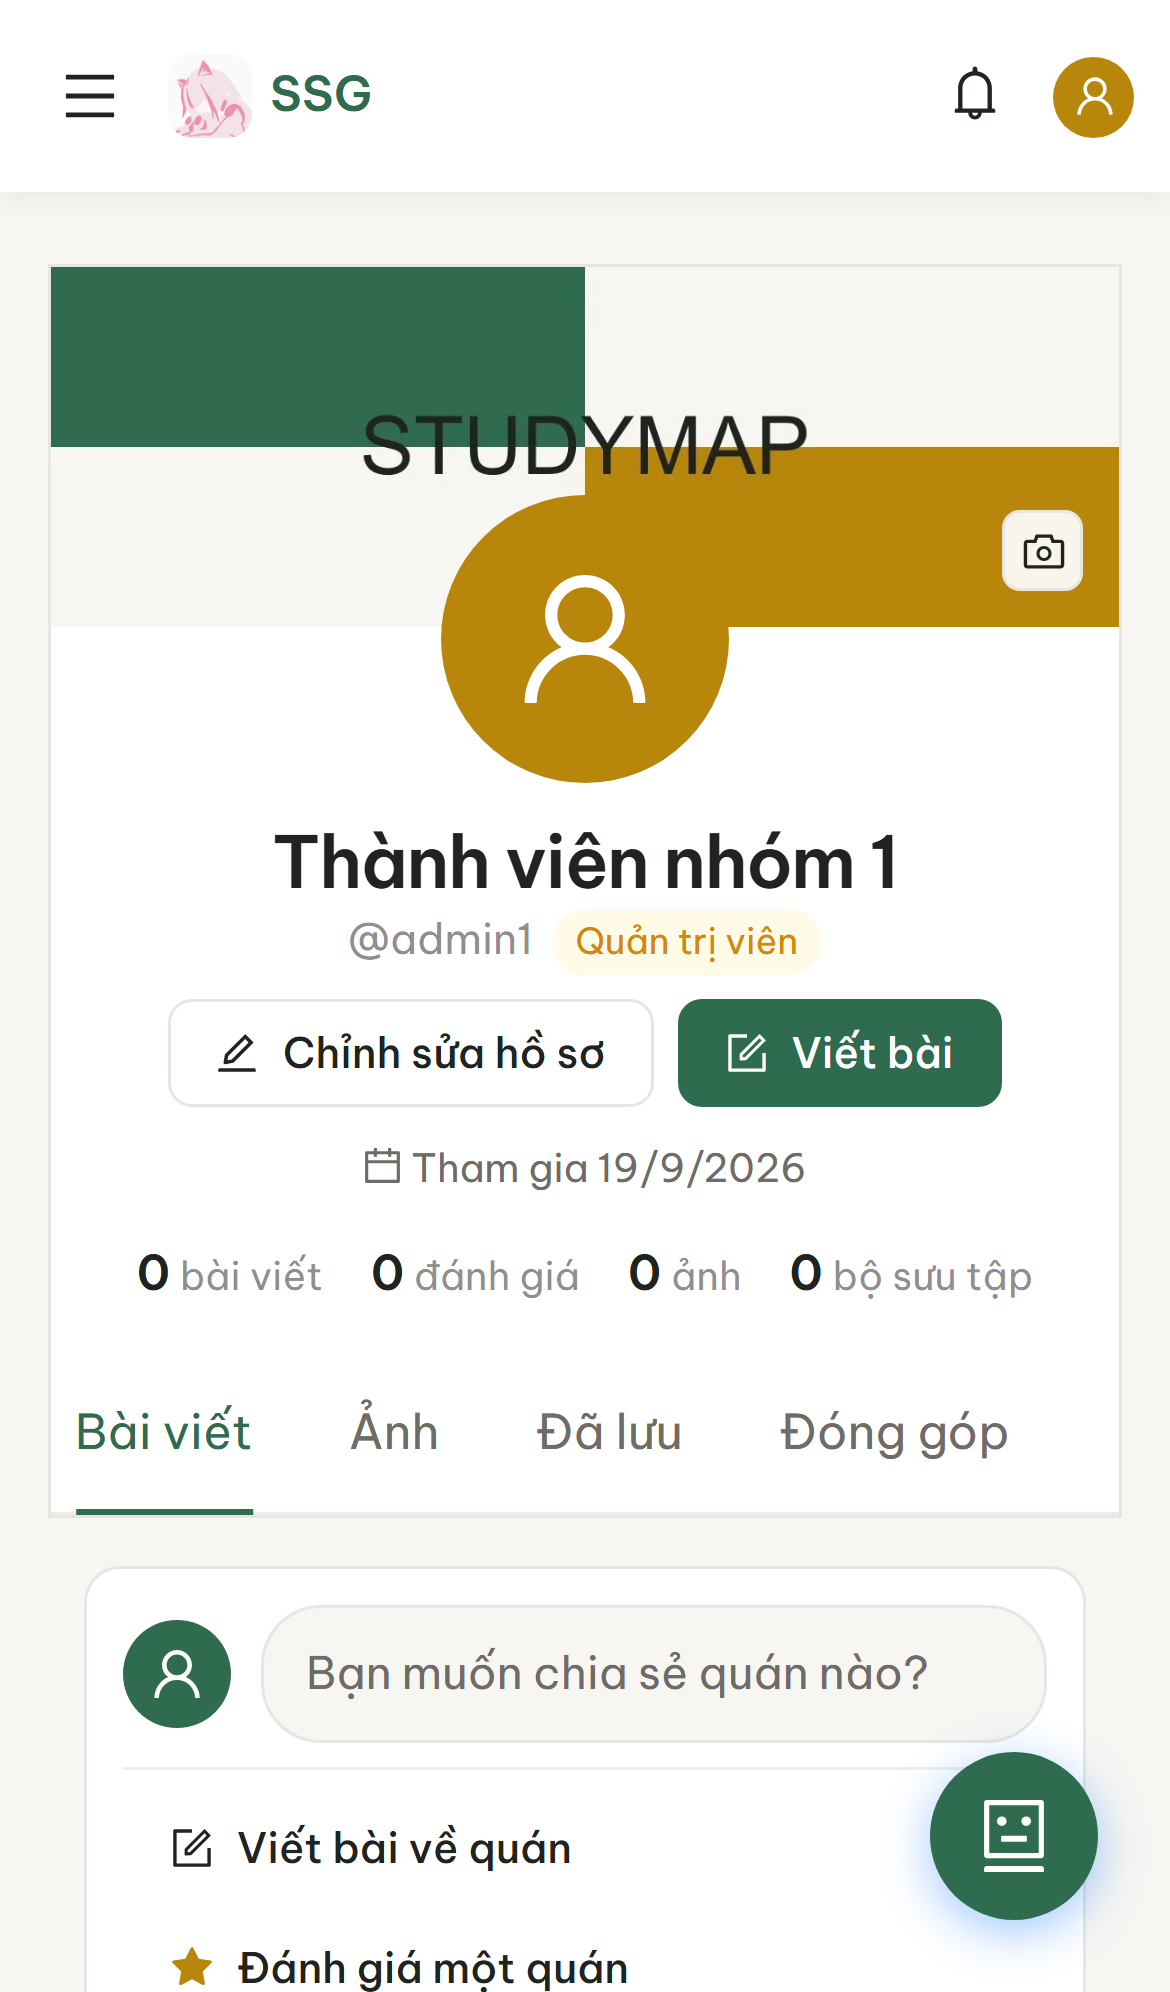 SSG
STUDYMAP
Thành viên nhóm 1
@admin1 Quản trị viên
Chỉnh sửa hồ sơ Viết bài
Tham gia 19/9/2026
0 bài viết 0 đánh giá 0 ảnh 0 bộ sưu tập
Bài viết Ảnh Đã lưu Đóng góp
Bạn muốn chia sẻ quán nào?
Viết bài về quán
Đánh giá một quán